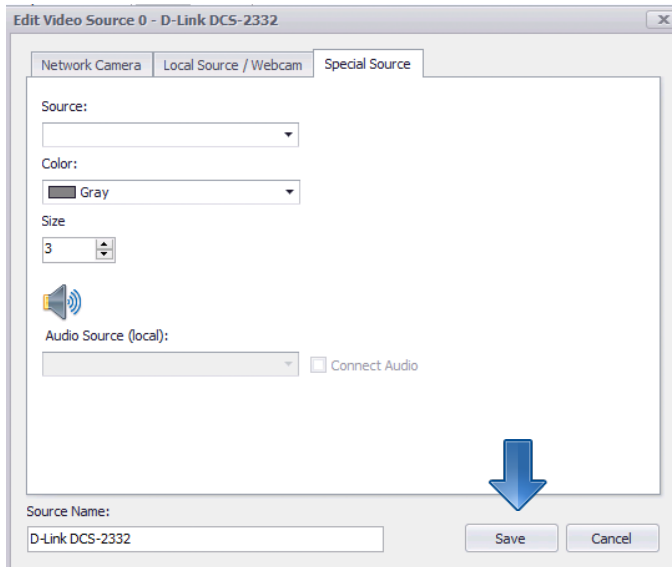 Edit Video Source 0 - D-Link DCS-2332
x
Network Camera Local Source / Webcam Special Source
Source:
Color:
Gray
Size
3
Audio Source (local):
Connect Audio
Source Name:
D-Link DCS-2332 Save Cancel